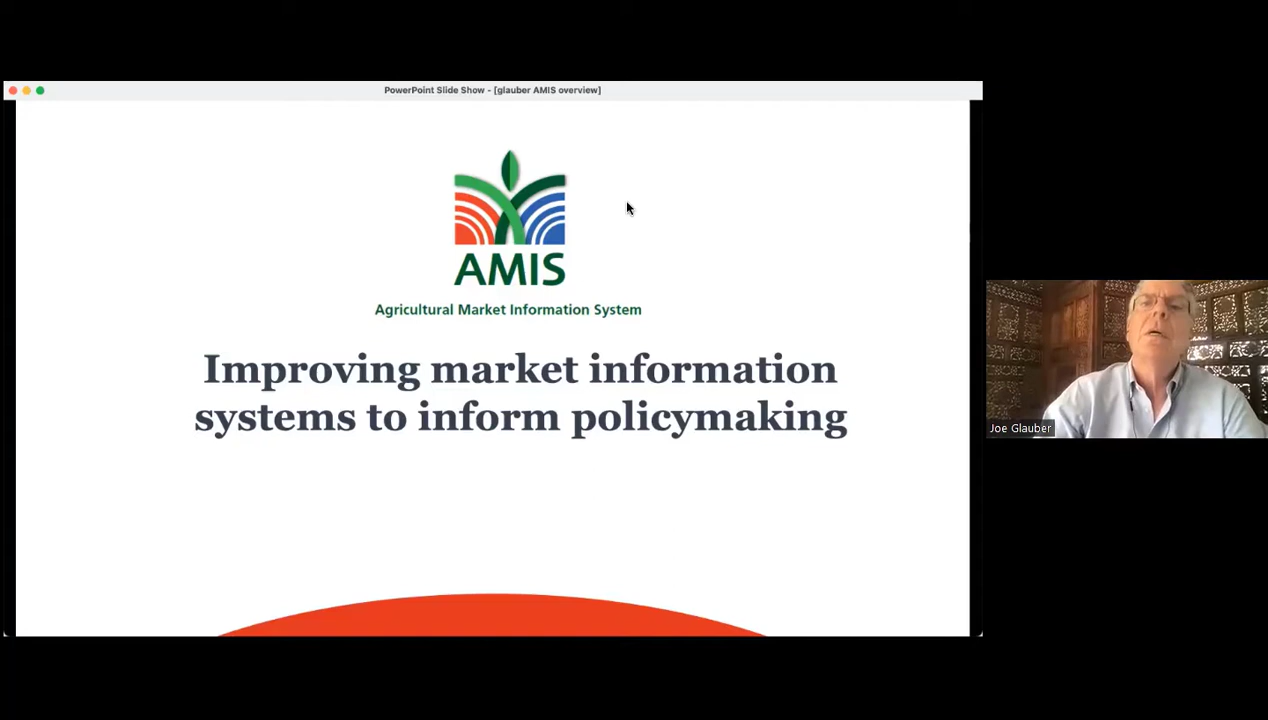 PowerPoint Slide Show - [glauber AMIS overview]
AMIS
Agricultural Market Information System
Improving market information
systems to inform policymaking
Joe Glauber